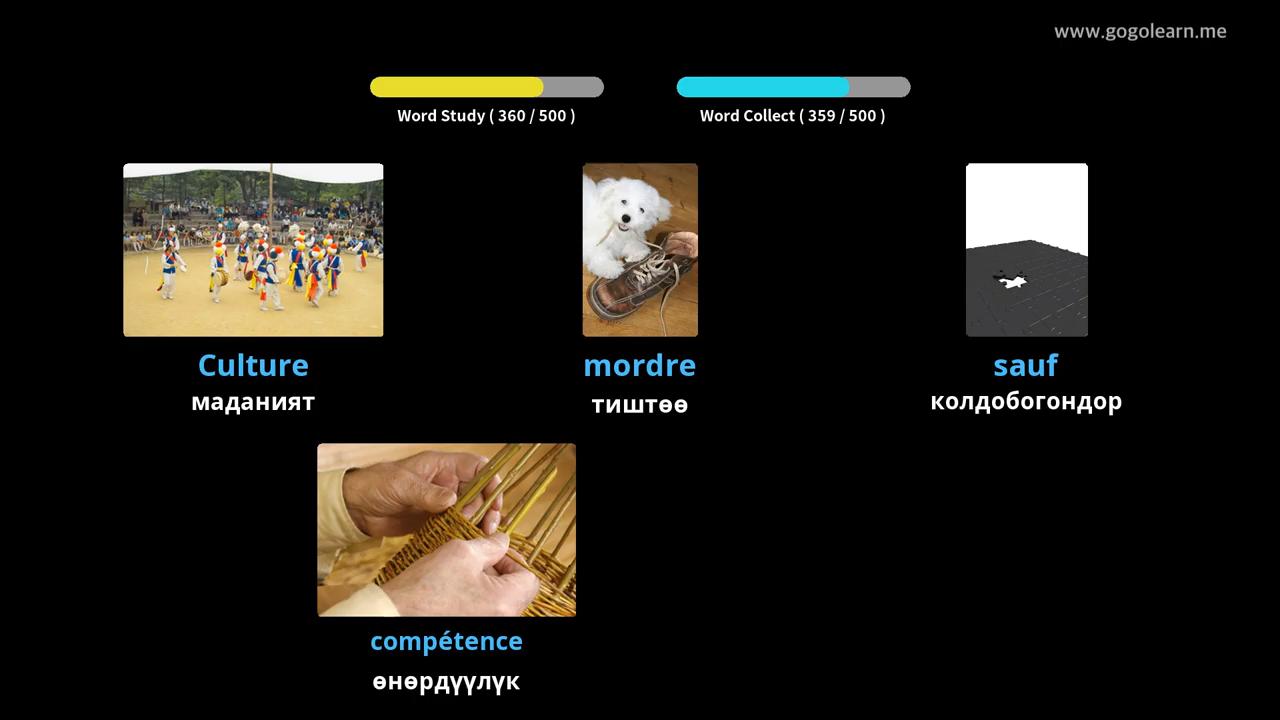 www.gogolearn.me
Word Study ( 360 / 500 )
Word Collect ( 359 / 500 )
Culture
маданият
mordre
тиштөө
sauf
колдобогондор
compétence
өнөрдүүлүк